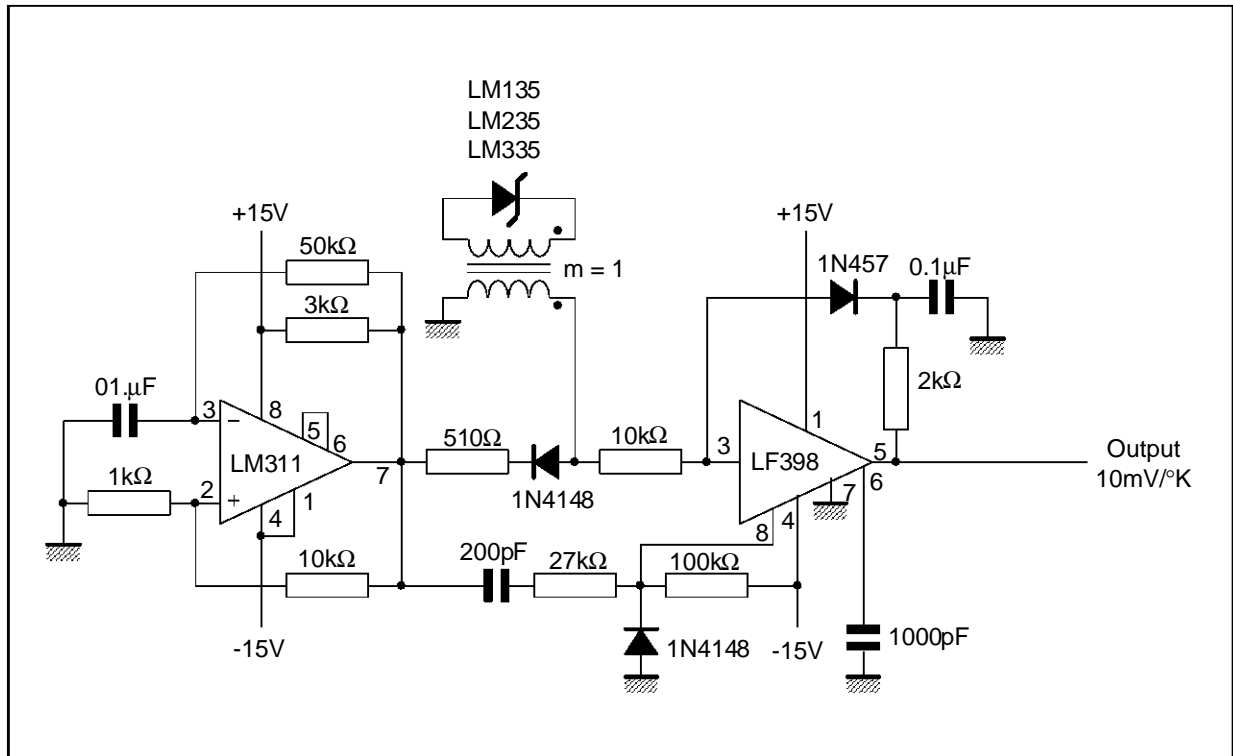 LM135
LM235
LM335
+15V
+15V
50kΩ
m = 1
1N457
0.1µF
3kΩ
2kΩ
01.µF
3
−
8
5
6
1
LM311
7
510Ω
1N4148
10kΩ
3
LF398
5
Output
10mV/°K
1kΩ
2
+
4
1
8
4
7
6
10kΩ
200pF
27kΩ
100kΩ
-15V
1N4148
-15V
1000pF